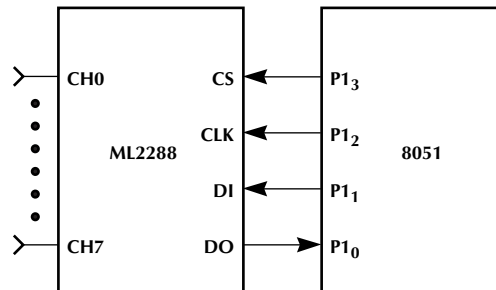 CH0 CS P1₃
CLK P1₂
ML2288 8051
DI P1₁
CH7 DO P1₀